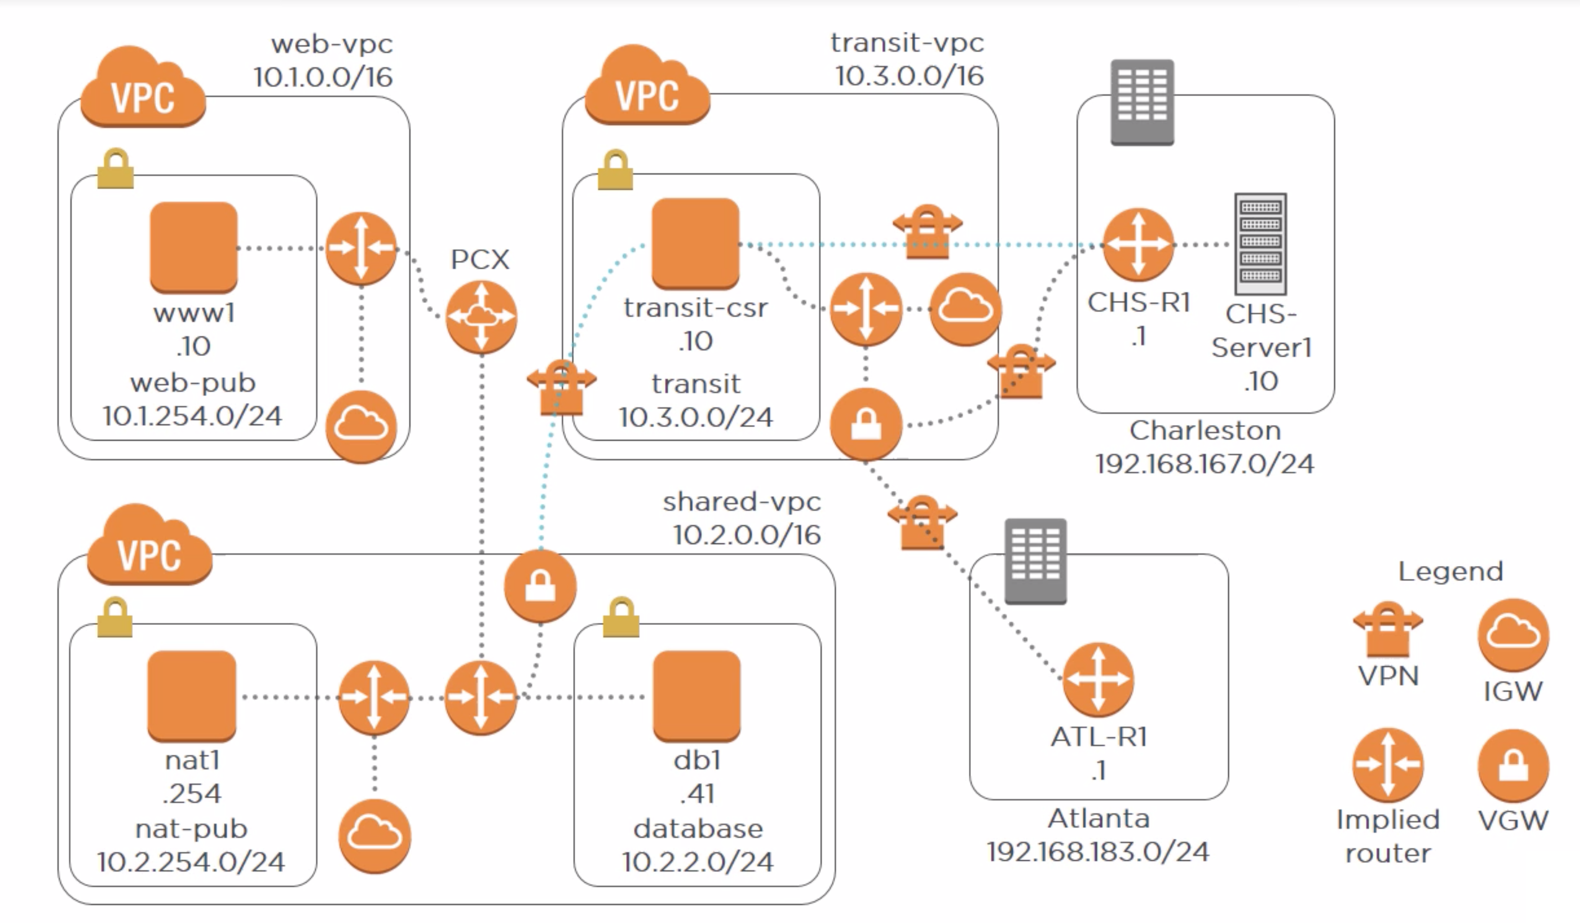 web-vpc
10.1.0.0/16
VPC
www1
.10
web-pub
10.1.254.0/24
PCX
transit-vpc
10.3.0.0/16
VPC
transit-csr
.10
transit
10.3.0.0/24
CHS-R1
.1
CHS-
Server1
.10
Charleston
192.168.167.0/24
shared-vpc
10.2.0.0/16
VPC
nat1
.254
nat-pub
10.2.254.0/24
db1
.41
database
10.2.2.0/24
ATL-R1
.1
Atlanta
192.168.183.0/24
Legend
VPN
IGW
Implied
router
VGW